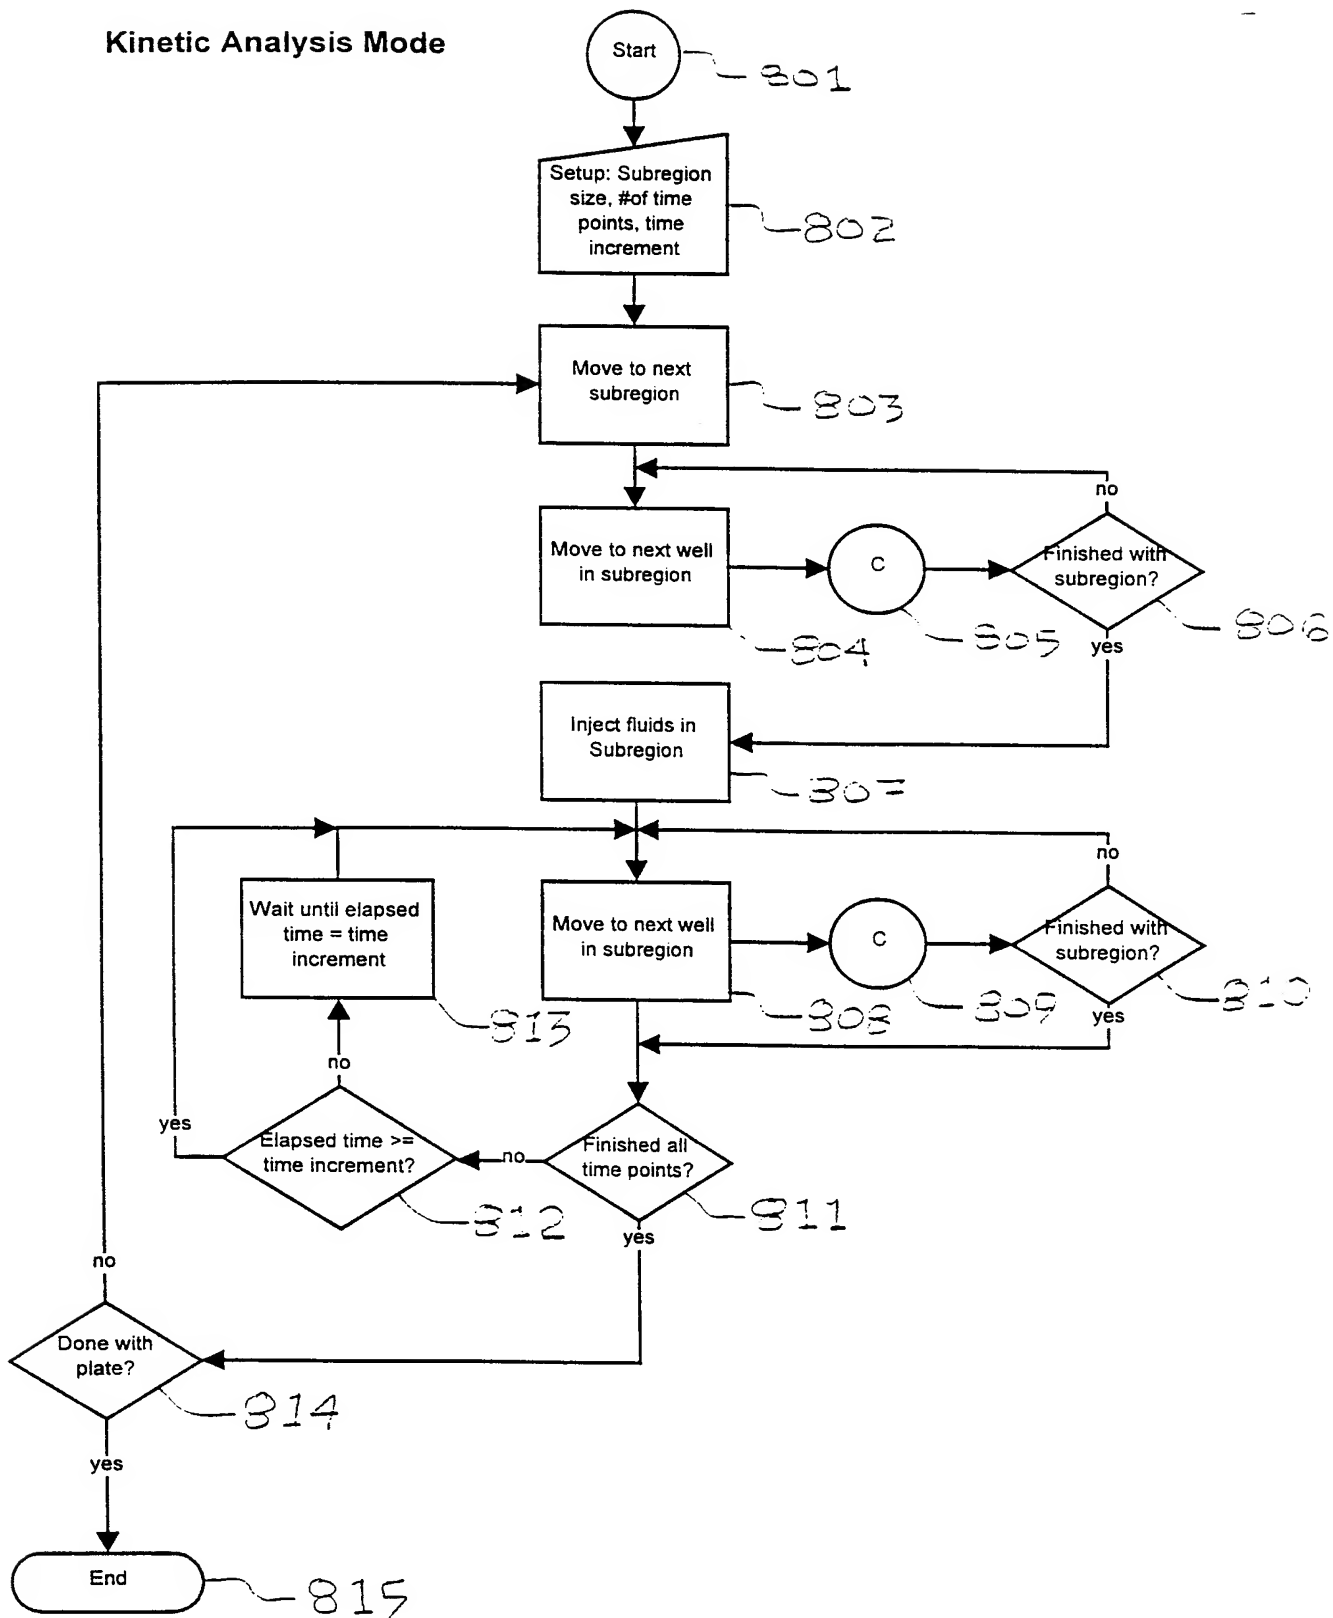 Kinetic Analysis Mode
Start
801
Setup: Subregion
size, #of time
points, time
increment
802
Move to next
subregion
803
no
Move to next well
in subregion
804
C
805
Finished with
subregion?
806
yes
Inject fluids in
Subregion
807
no
Wait until elapsed
time = time
increment
813
Move to next well
in subregion
808
C
809
Finished with
subregion?
810
yes
no
yes
Elapsed time >=
time increment?
812
no
Finished all
time points?
811
yes
no
Done with
plate?
814
yes
End
815